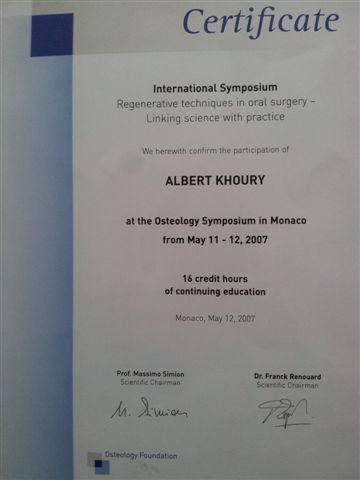 Certificate
International Symposium
Regenerative techniques in oral surgery –
Linking science with practice
We herewith confirm the participation of
ALBERT KHOURY
at the Osteology Symposium in Monaco
from May 11 - 12, 2007
16 credit hours
of continuing education
Monaco, May 12, 2007
Prof. Massimo Simion
Scientific Chairman
Dr. Franck Renouard
Scientific Chairman
M. Simion
Osteology Foundation